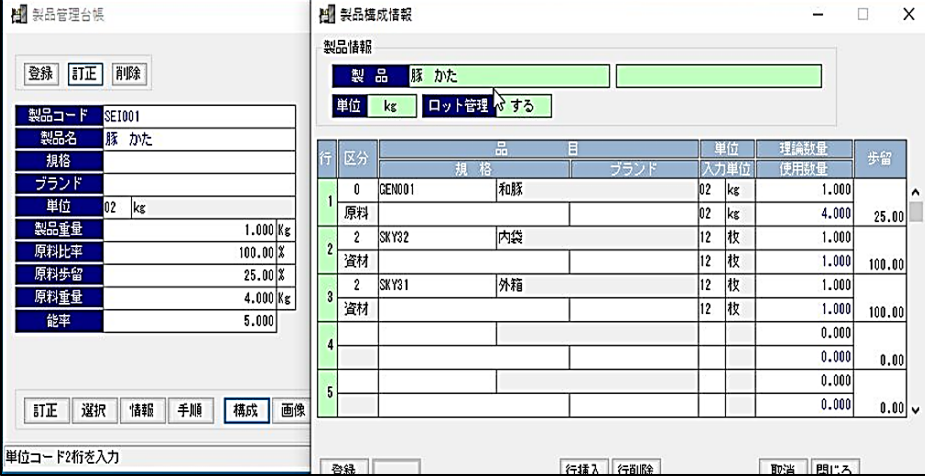 製品管理台帳
登録 訂正 削除
製品コード SEI001
製品名 豚 かた
規格
ブランド
単位 02 kg
製品重量 1.000 Kg
原料比率 100.00 %
原料歩留 25.00 %
原料重量 4.000 Kg
能率 5.000
訂正 選択 情報 手順 構成 画像
単位コード2桁を入力
製品構成情報
製品情報
製 品 豚 かた
単位 kg ロット管理 する
行 区分 品 目 単位 理論数量 歩留
規 格 ブランド 入力単位 使用数量
1 0 GEN001 和豚 02 kg 1.000
原料 02 kg 4.000 25.00
2 2 SKY32 内袋 12 枚 1.000
資材 12 枚 1.000 100.00
3 2 SKY31 外箱 12 枚 1.000
資材 12 枚 1.000 100.00
4 0.000
0.000 0.00
5 0.000
0.000 0.00
登録 行挿入 行削除 取消 閉じる